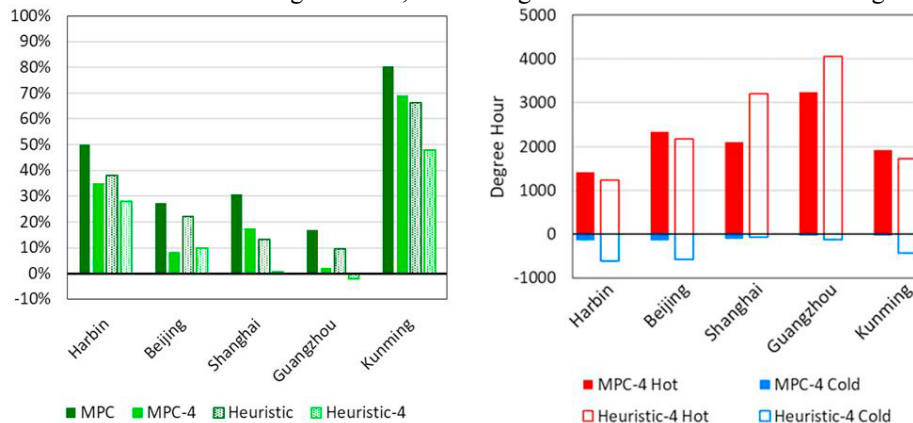 100%
90%
80%
70%
60%
50%
40%
30%
20%
10%
0%
-10%
Harbin
Beijing
Shanghai
Guangzhou
Kunming
MPC MPC-4 Heuristic Heuristic-4
5000
4000
3000
2000
1000
0
-1000
Degree Hour
Harbin
Beijing
Shanghai
Guangzhou
Kunming
MPC-4 Hot MPC-4 Cold
Heuristic-4 Hot Heuristic-4 Cold